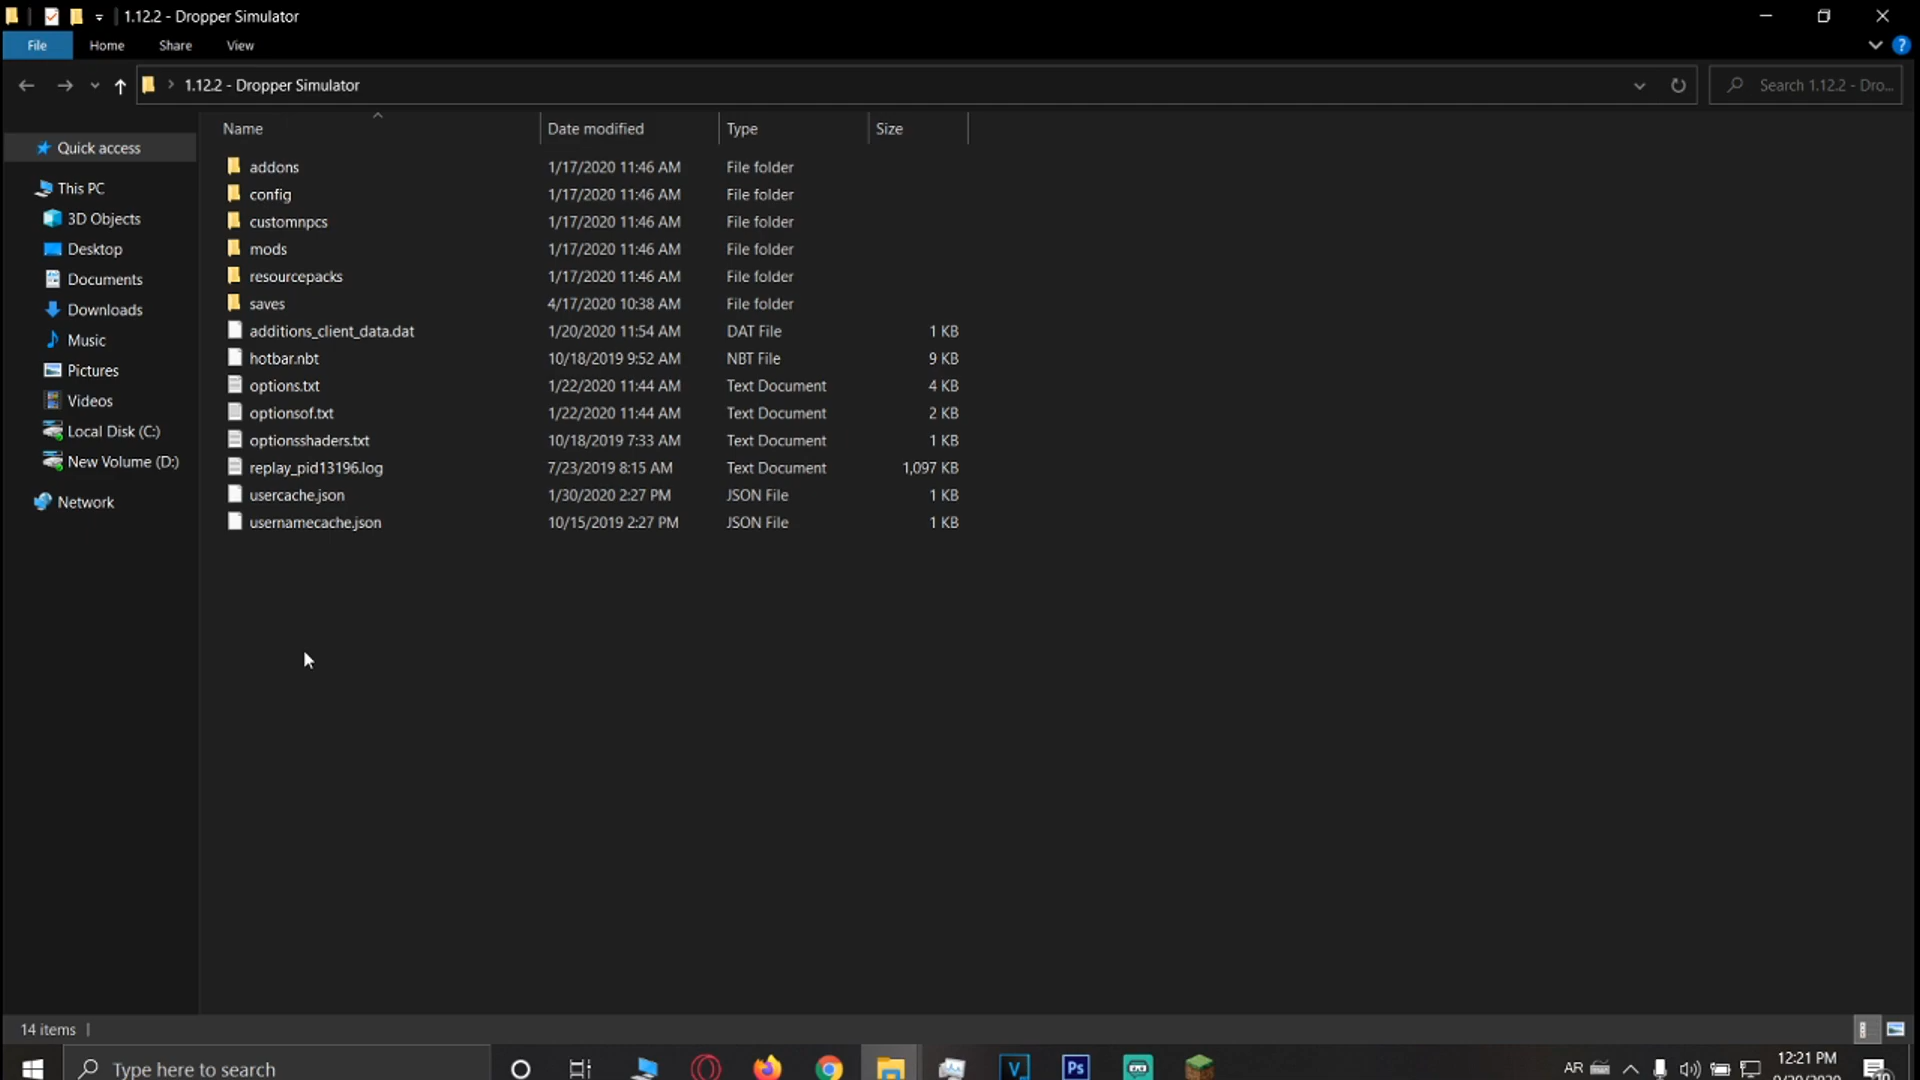 1.12.2 - Dropper Simulator
File Home Share View ?
1.12.2 - Dropper Simulator Search 1.12.2 - Dro...
Name Date modified Type Size
Quick access
This PC
3D Objects
Desktop
Documents
Downloads
Music
Pictures
Videos
Local Disk (C:)
New Volume (D:)
Network
addons 1/17/2020 11:46 AM File folder
config 1/17/2020 11:46 AM File folder
customnpcs 1/17/2020 11:46 AM File folder
mods 1/17/2020 11:46 AM File folder
resourcepacks 1/17/2020 11:46 AM File folder
saves 4/17/2020 10:38 AM File folder
additions_client_data.dat 1/20/2020 11:54 AM DAT File 1 KB
hotbar.nbt 10/18/2019 9:52 AM NBT File 9 KB
options.txt 1/22/2020 11:44 AM Text Document 4 KB
optionsof.txt 1/22/2020 11:44 AM Text Document 2 KB
optionsshaders.txt 10/18/2019 7:33 AM Text Document 1 KB
replay_pid13196.log 7/23/2019 8:15 AM Text Document 1,097 KB
usercache.json 1/30/2020 2:27 PM JSON File 1 KB
usernamecache.json 10/15/2019 2:27 PM JSON File 1 KB
14 items
Type here to search V Ps AR 12:21 PM